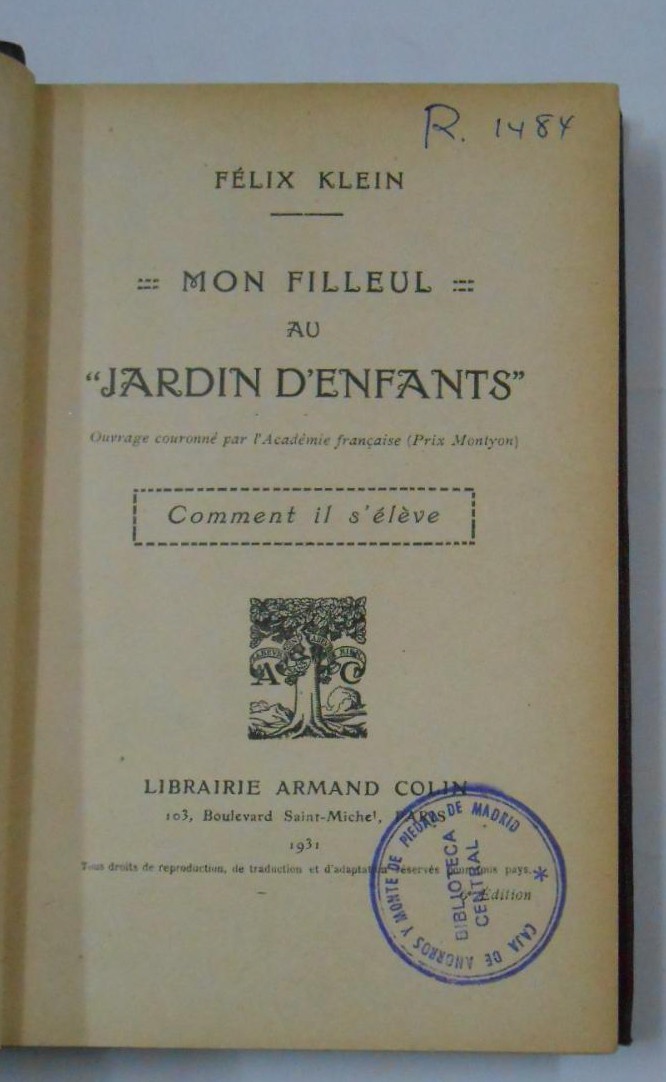 R. 1484
FÉLIX KLEIN
MON FILLEUL
AU
“JARDIN D'ENFANTS”
Ouvrage couronné par l'Académie française (Prix Montyon)
Comment il s'élève
A C
LIBRAIRIE ARMAND COLIN
103, Boulevard Saint-Michel, PARIS
1931
Tous droits de reproduction, de traduction et d'adaptation réservés pour tous pays.
Édition
CAJA DE AHORROS Y MONTE DE PIEDAD DE MADRID *
BIBLIOTECA
CENTRAL